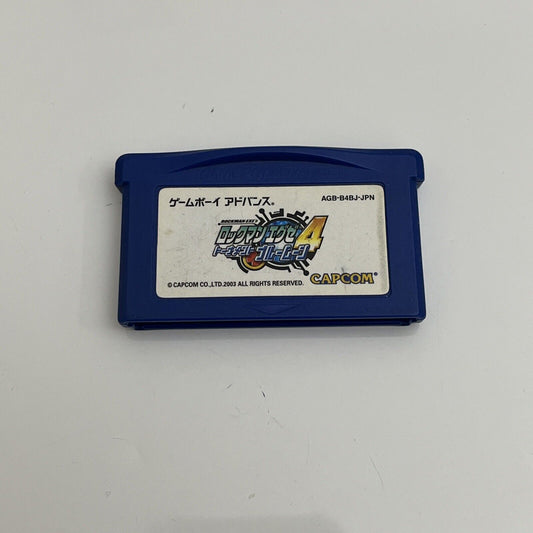 ゲームボーイ アドバンス®
AGB-B4BJ-JPN
ROCKMAN EXE 4
ロックマン エグゼ 4
トーナメント ブルームーン
© CAPCOM CO.,LTD.2003 ALL RIGHTS RESERVED.
CAPCOM®